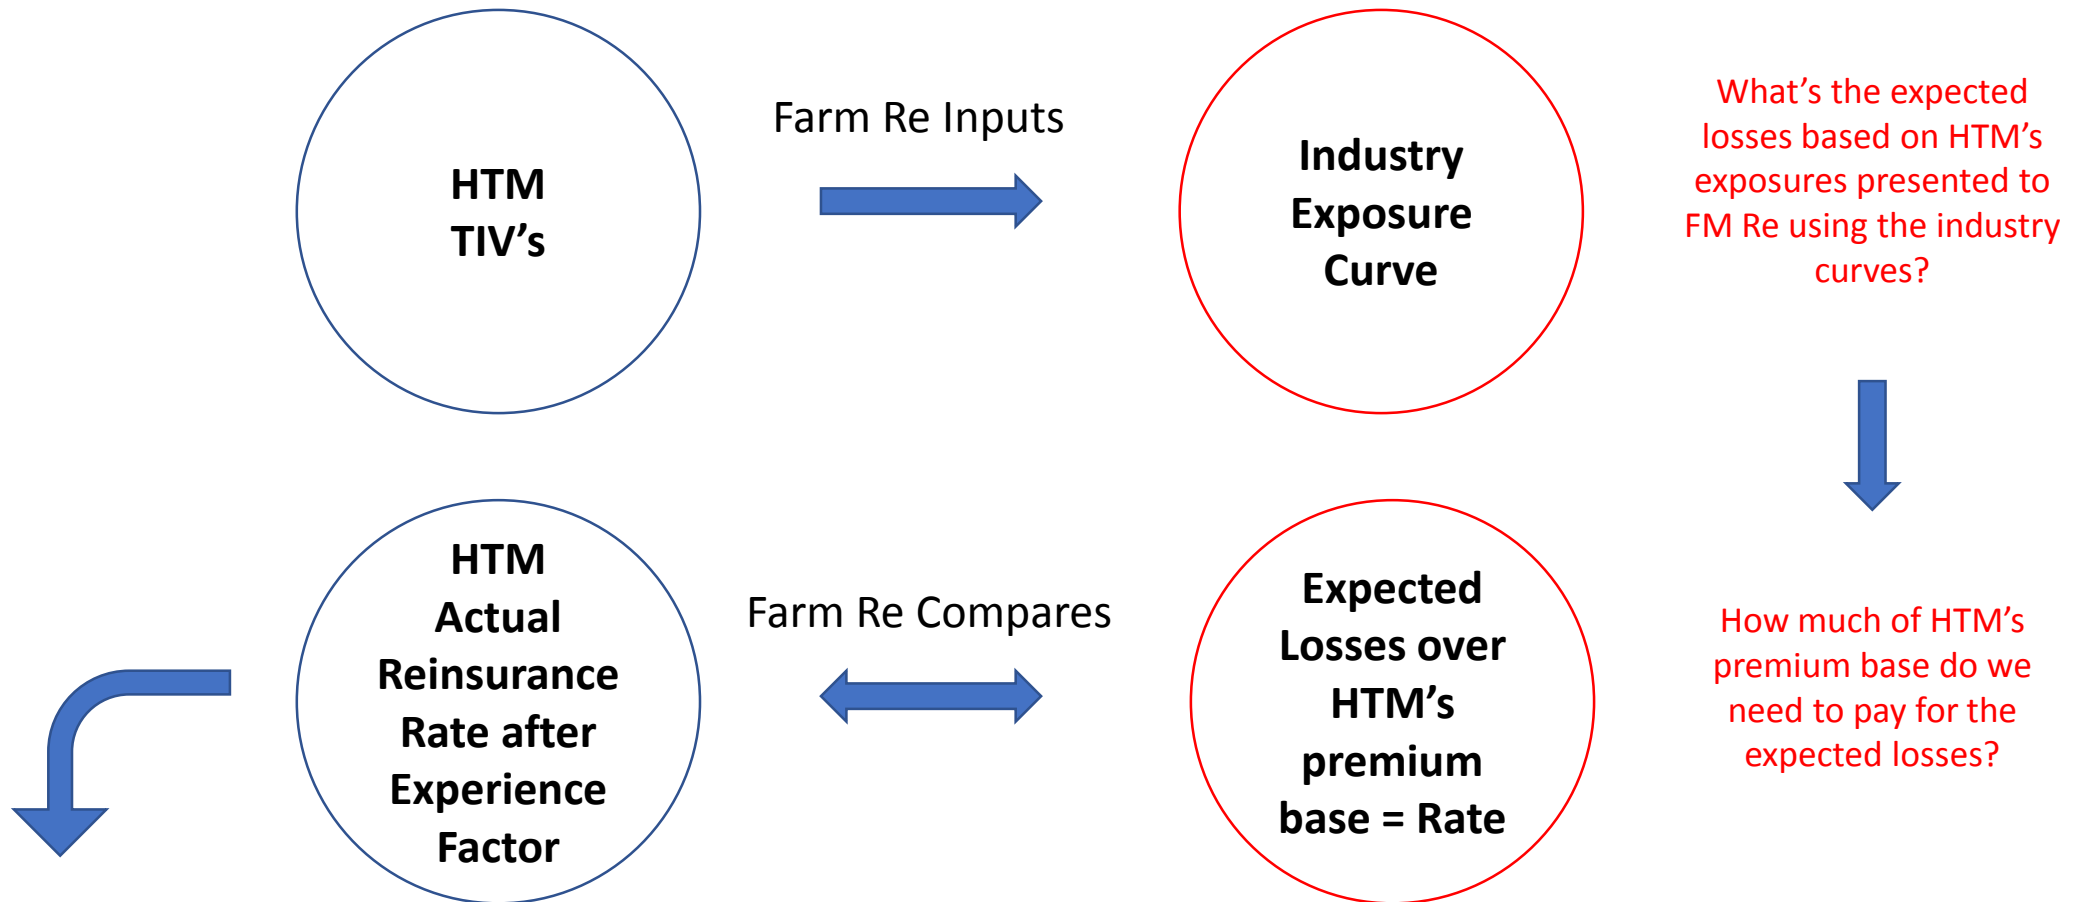 HTM
TIV’s
Farm Re Inputs
Industry
Exposure
Curve
What’s the expected
losses based on HTM’s
exposures presented to
FM Re using the industry
curves?
HTM
Actual
Reinsurance
Rate after
Experience
Factor
Farm Re Compares
Expected
Losses over
HTM’s
premium
base = Rate
How much of HTM’s
premium base do we
need to pay for the
expected losses?